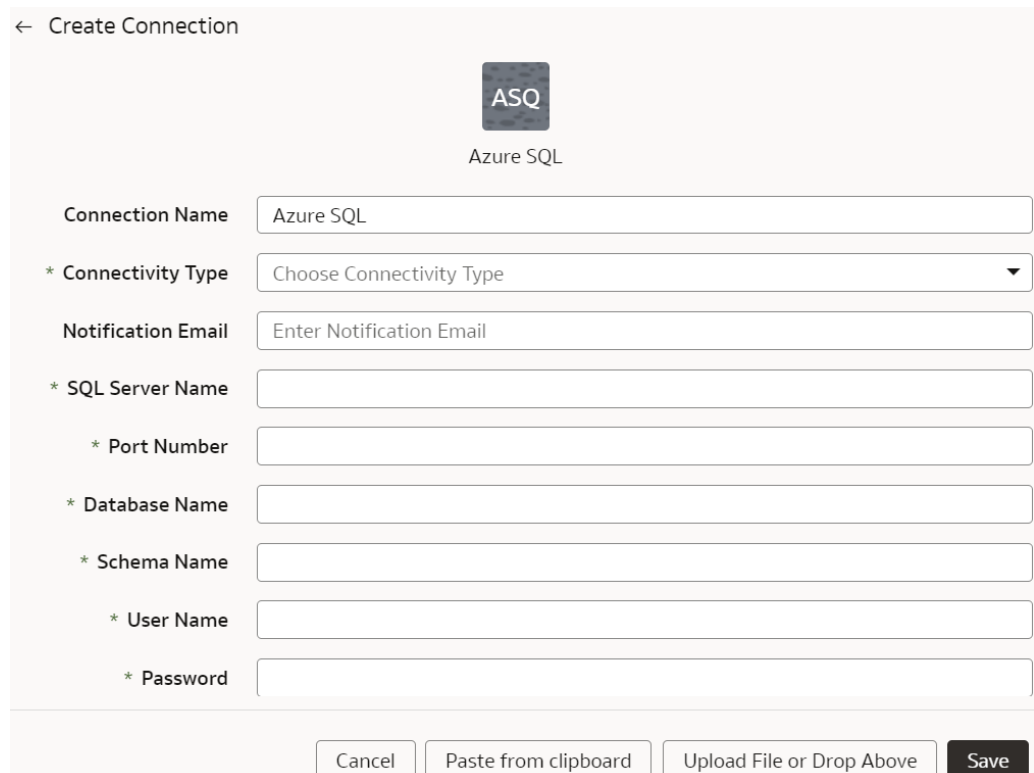 ← Create Connection
ASQ
Azure SQL
Connection Name Azure SQL
* Connectivity Type Choose Connectivity Type
Notification Email Enter Notification Email
* SQL Server Name
* Port Number
* Database Name
* Schema Name
* User Name
* Password
Cancel Paste from clipboard Upload File or Drop Above Save